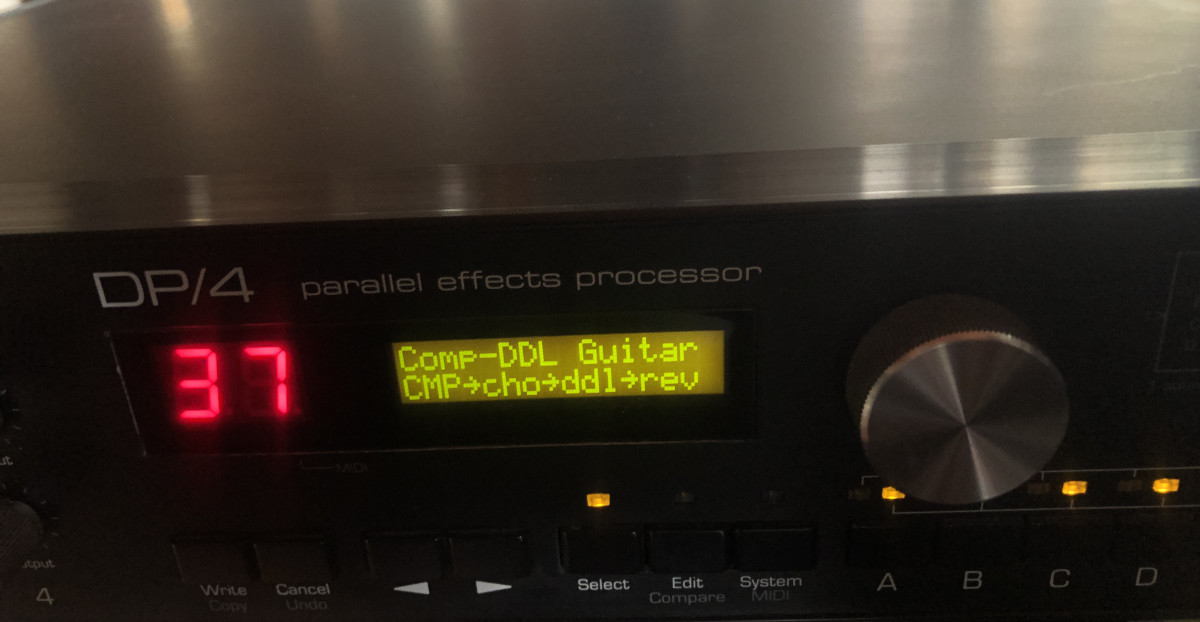 DP/4 parallel effects processor
37
Comp-DDL Guitar
CMP→cho→ddl→rev
MIDI
Write Cancel Select Edit System
Copy Undo Compare MIDI
A B C D
4